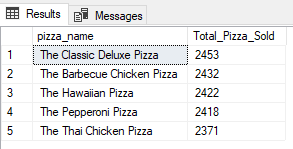 Results Messages
pizza_name Total_Pizza_Sold
1 The Classic Deluxe Pizza 2453
2 The Barbecue Chicken Pizza 2432
3 The Hawaiian Pizza 2422
4 The Pepperoni Pizza 2418
5 The Thai Chicken Pizza 2371